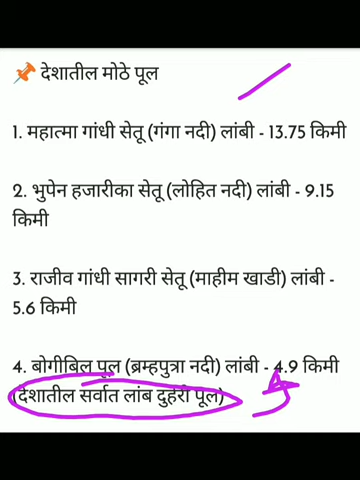 📌 देशातील मोठे पूल
1. महात्मा गांधी सेतू (गंगा नदी) लांबी - 13.75 किमी
2. भुपेन हजारीका सेतू (लोहित नदी) लांबी - 9.15
किमी
3. राजीव गांधी सागरी सेतू (माहीम खाडी) लांबी -
5.6 किमी
4. बोगीबिल पूल (ब्रम्हपुत्रा नदी) लांबी - 4.9 किमी
(देशातील सर्वात लांब दुहेरी पूल)